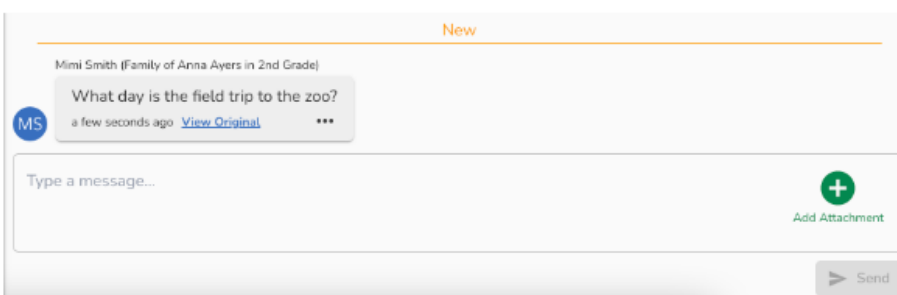 New
Mimi Smith (Family of Anna Ayers in 2nd Grade)
What day is the field trip to the zoo?
MS
a few seconds ago View Original •••
Type a message...
Add Attachment
Send